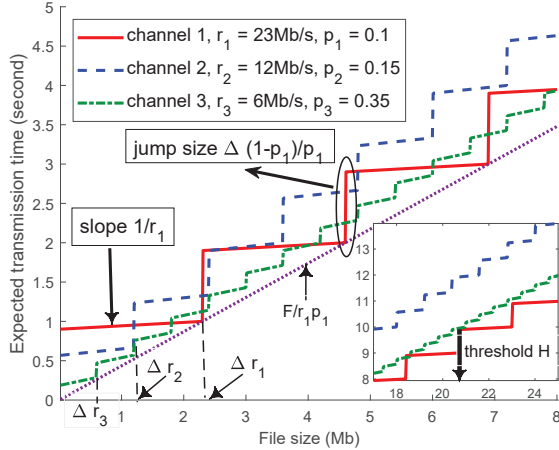 channel 1, r1 = 23Mb/s, p1 = 0.1
channel 2, r2 = 12Mb/s, p2 = 0.15
channel 3, r3 = 6Mb/s, p3 = 0.35
jump size Δ (1-p1)/p1
slope 1/r1
F/r1p1
Δ r1
Δ r2
Δ r3
threshold H
Expected transmission time (second)
5
4.5
4
3.5
3
2.5
2
1.5
1
0.5
0
1 2 3 4 5 6 7 8
File size (Mb)
13
12
11
10
9
8
18 20 22 24